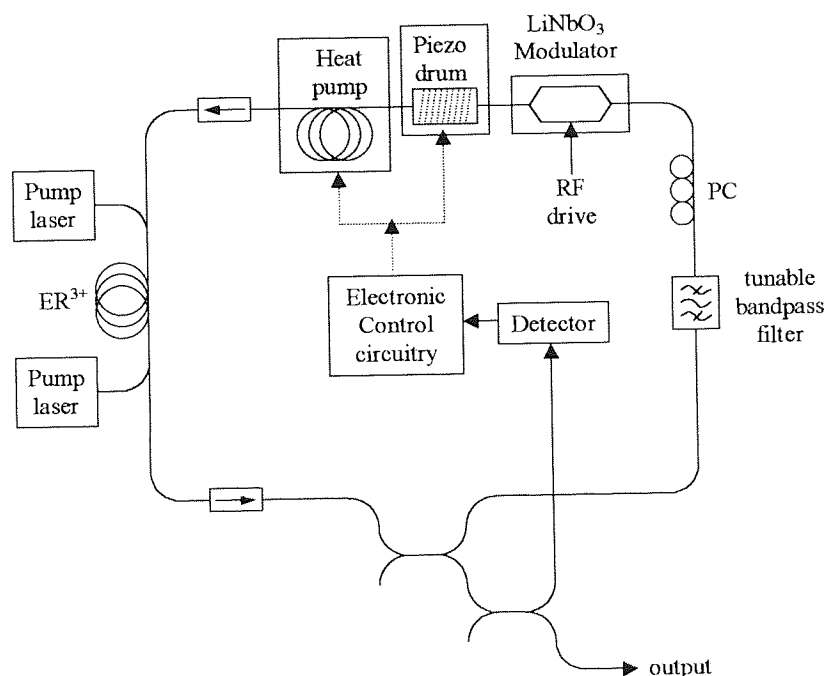 LiNbO₃
Modulator
Heat
pump
Piezo
drum
RF
drive
PC
Pump
laser
ER³⁺
Pump
laser
Electronic
Control
circuitry
Detector
tunable
bandpass
filter
output